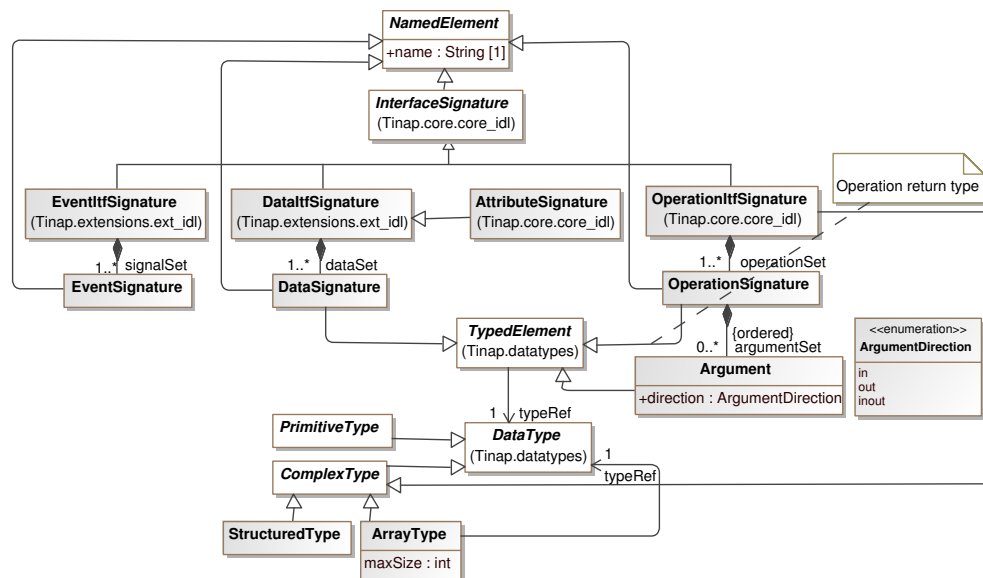 NamedElement
+name : String [1]
InterfaceSignature
(Tinap.core.core_idl)
Operation return type
EventItfSignature
(Tinap.extensions.ext_idl)
DataItfSignature
(Tinap.extensions.ext_idl)
AttributeSignature
(Tinap.core.core_idl)
OperationItfSignature
(Tinap.core.core_idl)
1..* signalSet
1..* dataSet
1..* operationSet
EventSignature
DataSignature
OperationSignature
TypedElement
(Tinap.datatypes)
{ordered}
0..* argumentSet
<<enumeration>>
ArgumentDirection
in
out
inout
Argument
+direction : ArgumentDirection
1 typeRef
PrimitiveType
DataType
(Tinap.datatypes)
1
typeRef
ComplexType
StructuredType
ArrayType
maxSize : int